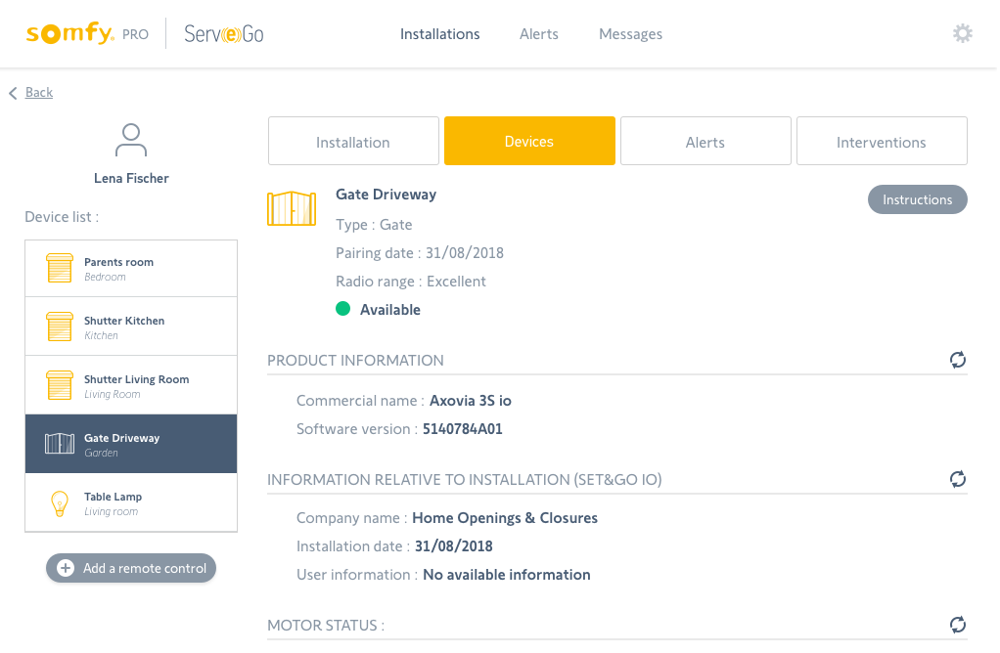 somfy. PRO Serv(e)Go Installations Alerts Messages
Back
Lena Fischer
Device list :
Parents room
Bedroom
Shutter Kitchen
Kitchen
Shutter Living Room
Living Room
Gate Driveway
Garden
Table Lamp
Living room
Add a remote control
Installation Devices Alerts Interventions
Gate Driveway
Instructions
Type : Gate
Pairing date : 31/08/2018
Radio range : Excellent
Available
PRODUCT INFORMATION
Commercial name : Axovia 3S io
Software version : 5140784A01
INFORMATION RELATIVE TO INSTALLATION (SET&GO IO)
Company name : Home Openings & Closures
Installation date : 31/08/2018
User information : No available information
MOTOR STATUS :